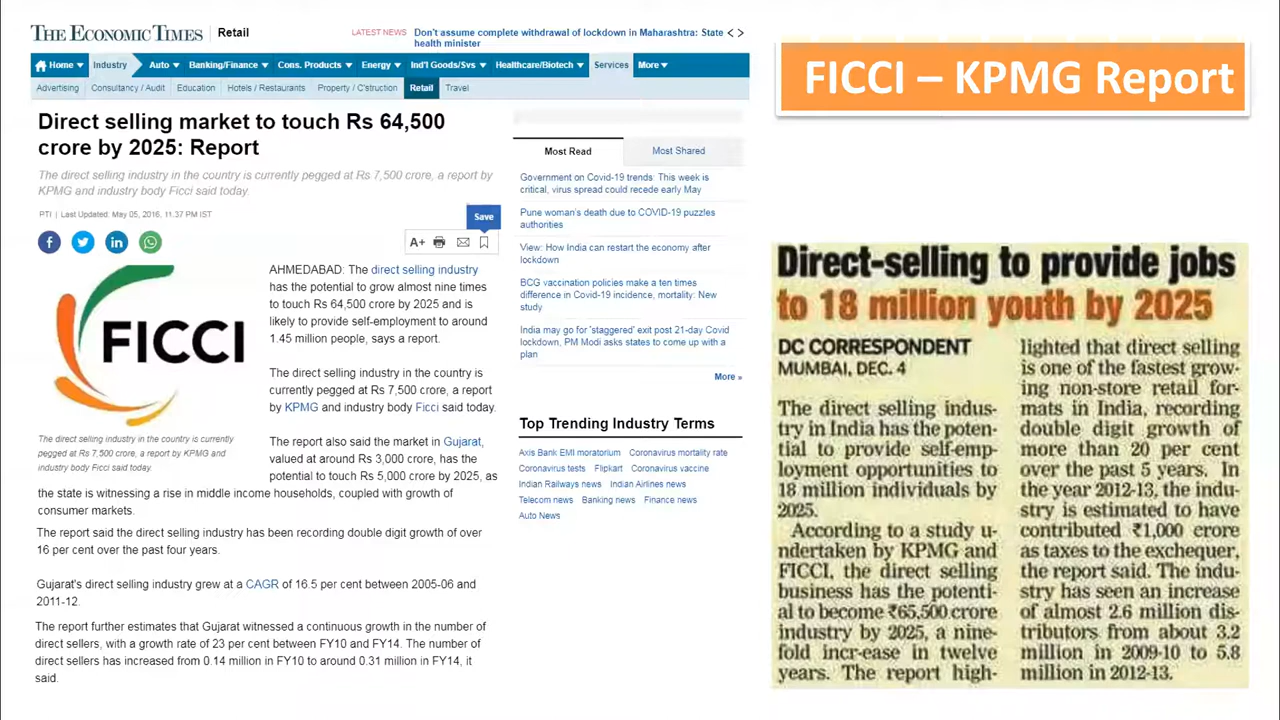 THE ECONOMIC TIMES | Retail
LATEST NEWS Don't assume complete withdrawal of lockdown in Maharashtra: State
health minister
Home Industry Auto Banking/Finance Cons. Products Energy Ind'l Goods/Svs Healthcare/Biotech Services More
Advertising Consultancy / Audit Education Hotels / Restaurants Property / C'struction Retail Travel
Direct selling market to touch Rs 64,500
crore by 2025: Report
The direct selling industry in the country is currently pegged at Rs 7,500 crore, a report by
KPMG and industry body Ficci said today.
PTI | Last Updated: May 05, 2016, 11.37 PM IST
Save
A+
FICCI
The direct selling industry in the country is currently
pegged at Rs 7,500 crore, a report by KPMG and
industry body Ficci said today.
AHMEDABAD: The direct selling industry
has the potential to grow almost nine times
to touch Rs 64,500 crore by 2025 and is
likely to provide self-employment to around
1.45 million people, says a report.
The direct selling industry in the country is
currently pegged at Rs 7,500 crore, a report
by KPMG and industry body Ficci said today.
The report also said the market in Gujarat,
valued at around Rs 3,000 crore, has the
potential to touch Rs 5,000 crore by 2025, as
the state is witnessing a rise in middle income households, coupled with growth of
consumer markets.
The report said the direct selling industry has been recording double digit growth of over
16 per cent over the past four years.
Gujarat's direct selling industry grew at a CAGR of 16.5 per cent between 2005-06 and
2011-12.
The report further estimates that Gujarat witnessed a continuous growth in the number of
direct sellers, with a growth rate of 23 per cent between FY10 and FY14. The number of
direct sellers has increased from 0.14 million in FY10 to around 0.31 million in FY14, it
said.
Most Read Most Shared
Government on Covid-19 trends: This week is
critical, virus spread could recede early May
Pune woman's death due to COVID-19 puzzles
authorities
View: How India can restart the economy after
lockdown
BCG vaccination policies make a ten times
difference in Covid-19 incidence, mortality: New
study
India may go for 'staggered' exit post 21-day Covid
lockdown, PM Modi asks states to come up with a
plan
More »
Top Trending Industry Terms
Axis Bank EMI moratorium Coronavirus mortality rate
Coronavirus tests Flipkart Coronavirus vaccine
Indian Railways news Indian Airlines news
Telecom news Banking news Finance news
Auto News
FICCI – KPMG Report
Direct-selling to provide jobs
to 18 million youth by 2025
DC CORRESPONDENT
MUMBAI, DEC. 4
The direct selling indus-
try in India has the poten-
tial to provide self-emp-
loyment opportunities to
18 million individuals by
2025.
According to a study u-
ndertaken by KPMG and
FICCI, the direct selling
business has the potenti-
al to become ₹65,500 crore
industry by 2025, a nine-
fold incr-ease in twelve
years. The report high-
lighted that direct selling
is one of the fastest grow-
ing non-store retail for-
mats in India, recording
double digit growth of
more than 20 per cent
over the past 5 years. In
the year 2012-13, the indu-
stry is estimated to have
contributed ₹1,000 crore
as taxes to the exchequer,
the report said. The indu-
stry has seen an increase
of almost 2.6 million dis-
tributors from about 3.2
million in 2009-10 to 5.8
million in 2012-13.